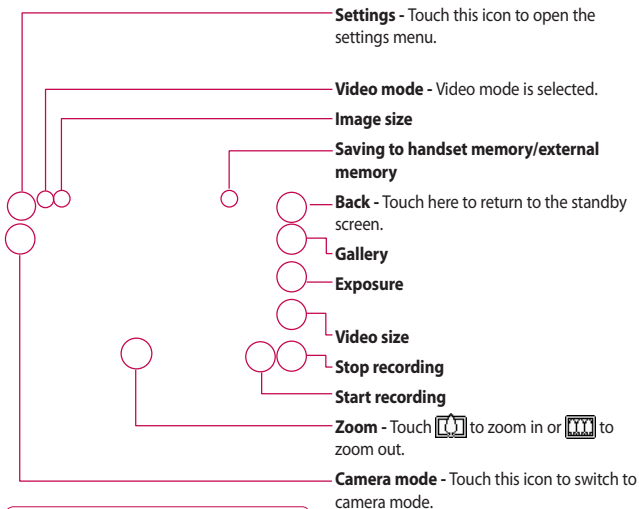 Settings - Touch this icon to open the
settings menu.
Video mode - Video mode is selected.
Image size
Saving to handset memory/external
memory
Back - Touch here to return to the standby
screen.
Gallery
Exposure
Video size
Stop recording
Start recording
Zoom - Touch to zoom in or to
zoom out.
Camera mode - Touch this icon to switch to
camera mode.